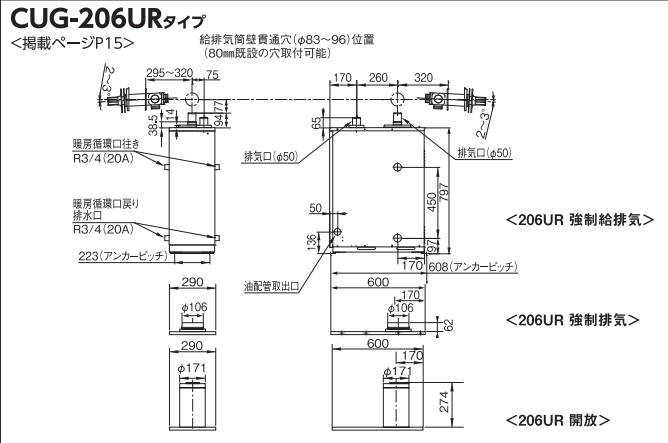 CUG-206URタイプ
<掲載ページP15>
給排気筒壁貫通穴(φ83～96)位置
(80mm既設の穴取付可能)
295～320
75
170
260
320
2～3°
2～3°
77
94
14
38.5
65
暖房循環口往き
R3/4(20A)
排気口(φ50)
排気口(φ50)
暖房循環口戻り
排水口
R3/4(20A)
50
136
450
797
97
<206UR 強制給排気>
223(アンカーピッチ)
油配管取出口
170
608(アンカーピッチ)
290
φ106
600
170
φ106
62
<206UR 強制排気>
290
φ171
600
170
φ171
274
<206UR 開放>